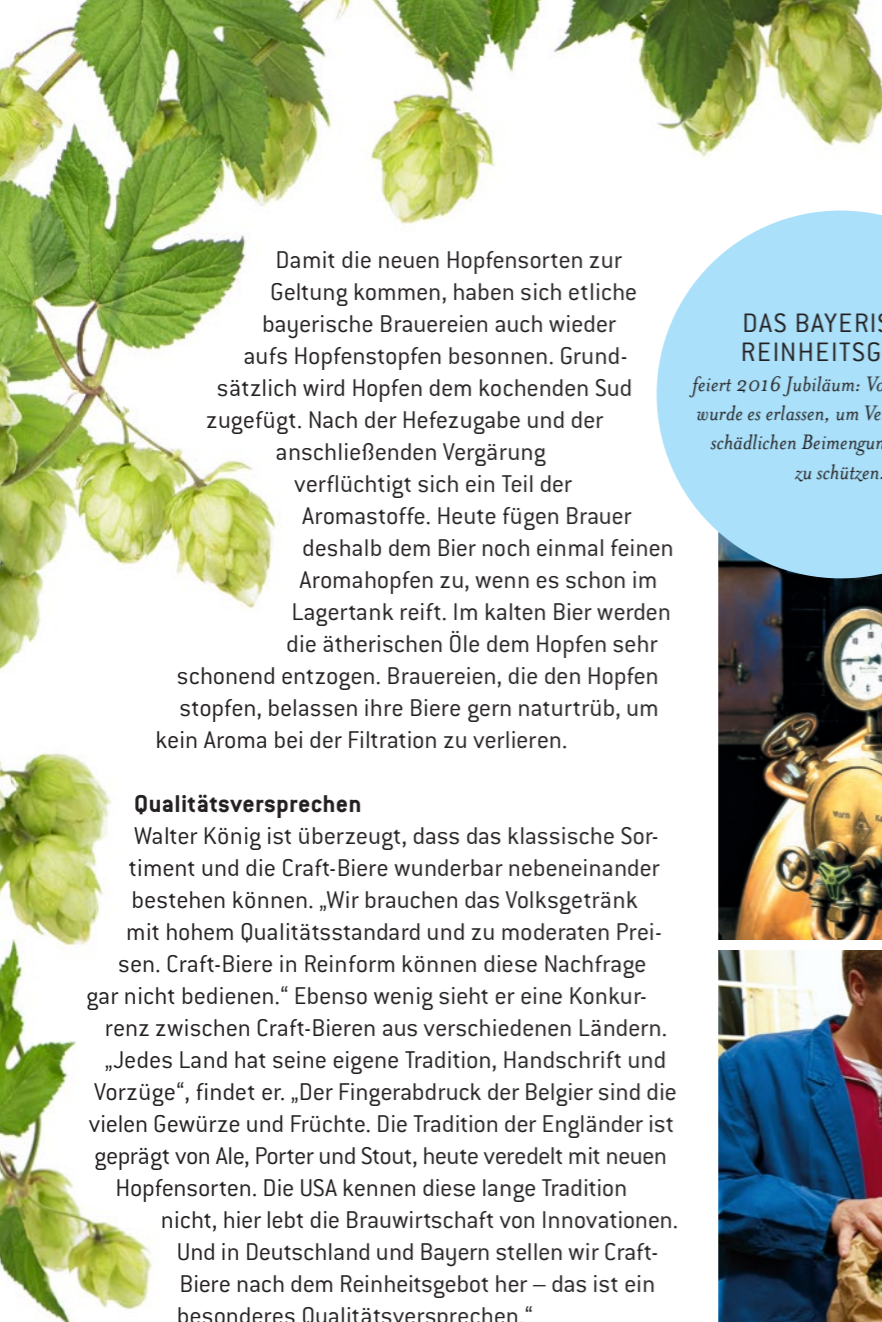 Damit die neuen Hopfensorten zur
Geltung kommen, haben sich etliche
bayerische Brauereien auch wieder
aufs Hopfenstopfen besonnen. Grund-
sätzlich wird Hopfen dem kochenden Sud
zugefügt. Nach der Hefezugabe und der
anschließenden Vergärung
verflüchtigt sich ein Teil der
Aromastoffe. Heute fügen Brauer
deshalb dem Bier noch einmal feinen
Aromahopfen zu, wenn es schon im
Lagertank reift. Im kalten Bier werden
die ätherischen Öle dem Hopfen sehr
schonend entzogen. Brauereien, die den Hopfen
stopfen, belassen ihre Biere gern naturtrüb, um
kein Aroma bei der Filtration zu verlieren.
Qualitätsversprechen
Walter König ist überzeugt, dass das klassische Sor-
timent und die Craft-Biere wunderbar nebeneinander
bestehen können. „Wir brauchen das Volksgetränk
mit hohem Qualitätsstandard und zu moderaten Prei-
sen. Craft-Biere in Reinform können diese Nachfrage
gar nicht bedienen.“ Ebenso wenig sieht er eine Konkur-
renz zwischen Craft-Bieren aus verschiedenen Ländern.
„Jedes Land hat seine eigene Tradition, Handschrift und
Vorzüge“, findet er. „Der Fingerabdruck der Belgier sind die
vielen Gewürze und Früchte. Die Tradition der Engländer ist
geprägt von Ale, Porter und Stout, heute veredelt mit neuen
Hopfensorten. Die USA kennen diese lange Tradition
nicht, hier lebt die Brauwirtschaft von Innovationen.
Und in Deutschland und Bayern stellen wir Craft-
Biere nach dem Reinheitsgebot her – das ist ein
besonderes Qualitätsversprechen.“
DAS BAYERIS
REINHEITSG
feiert 2016 Jubiläum: Vo
wurde es erlassen, um Ve
schädlichen Beimengun
zu schützen.